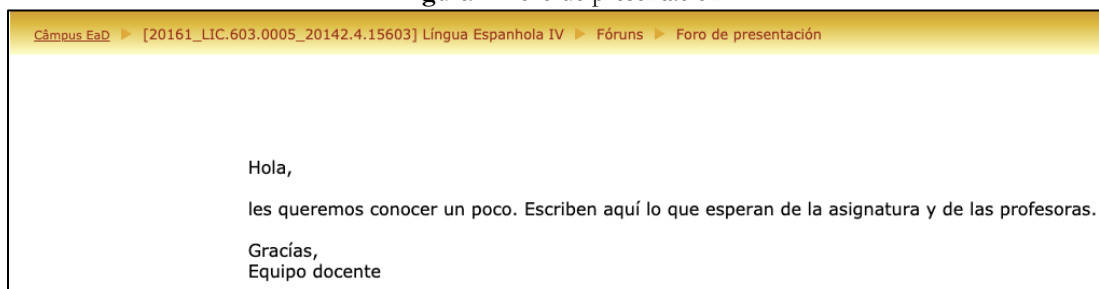 Câmpus EaD ▶ [20161_LIC.603.0005_20142.4.15603] Língua Espanhola IV ▶ Fóruns ▶ Foro de presentación
Hola,
les queremos conocer un poco. Escriben aquí lo que esperan de la asignatura y de las profesoras.
Gracías,
Equipo docente